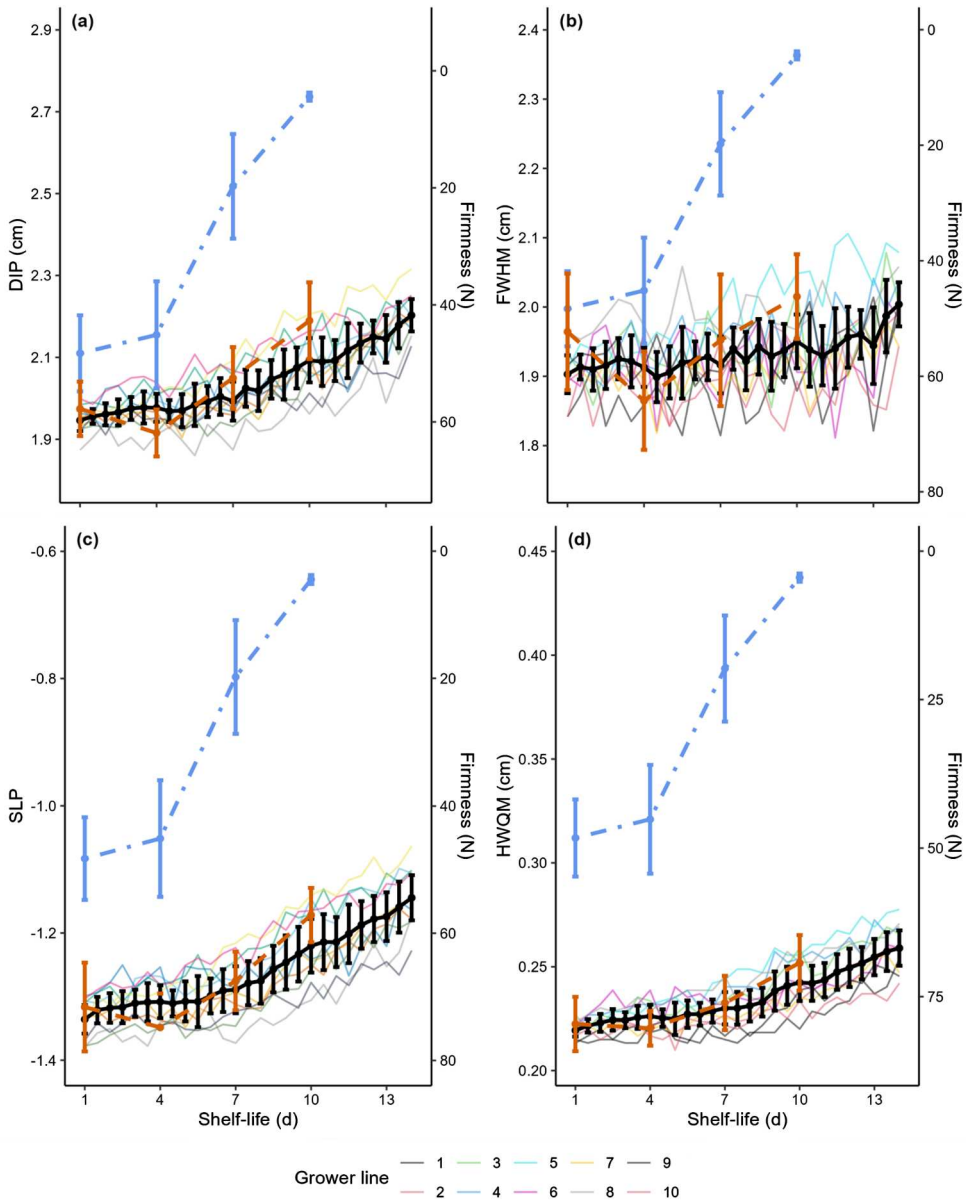 (a)
2.9
2.7
2.5
2.3
2.1
1.9
DIP (cm)
0
20
40
60
Firmness (N)
(b)
2.4
2.3
2.2
2.1
2.0
1.9
1.8
FWHM (cm)
0
20
40
60
80
Firmness (N)
(c)
-0.6
-0.8
-1.0
-1.2
-1.4
SLP
0
20
40
60
80
Firmness (N)
1 4 7 10 13
Shelf-life (d)
(d)
0.45
0.40
0.35
0.30
0.25
0.20
HWQM (cm)
0
25
50
75
Firmness (N)
1 4 7 10 13
Shelf-life (d)
Grower line
1 3 5 7 9
2 4 6 8 10